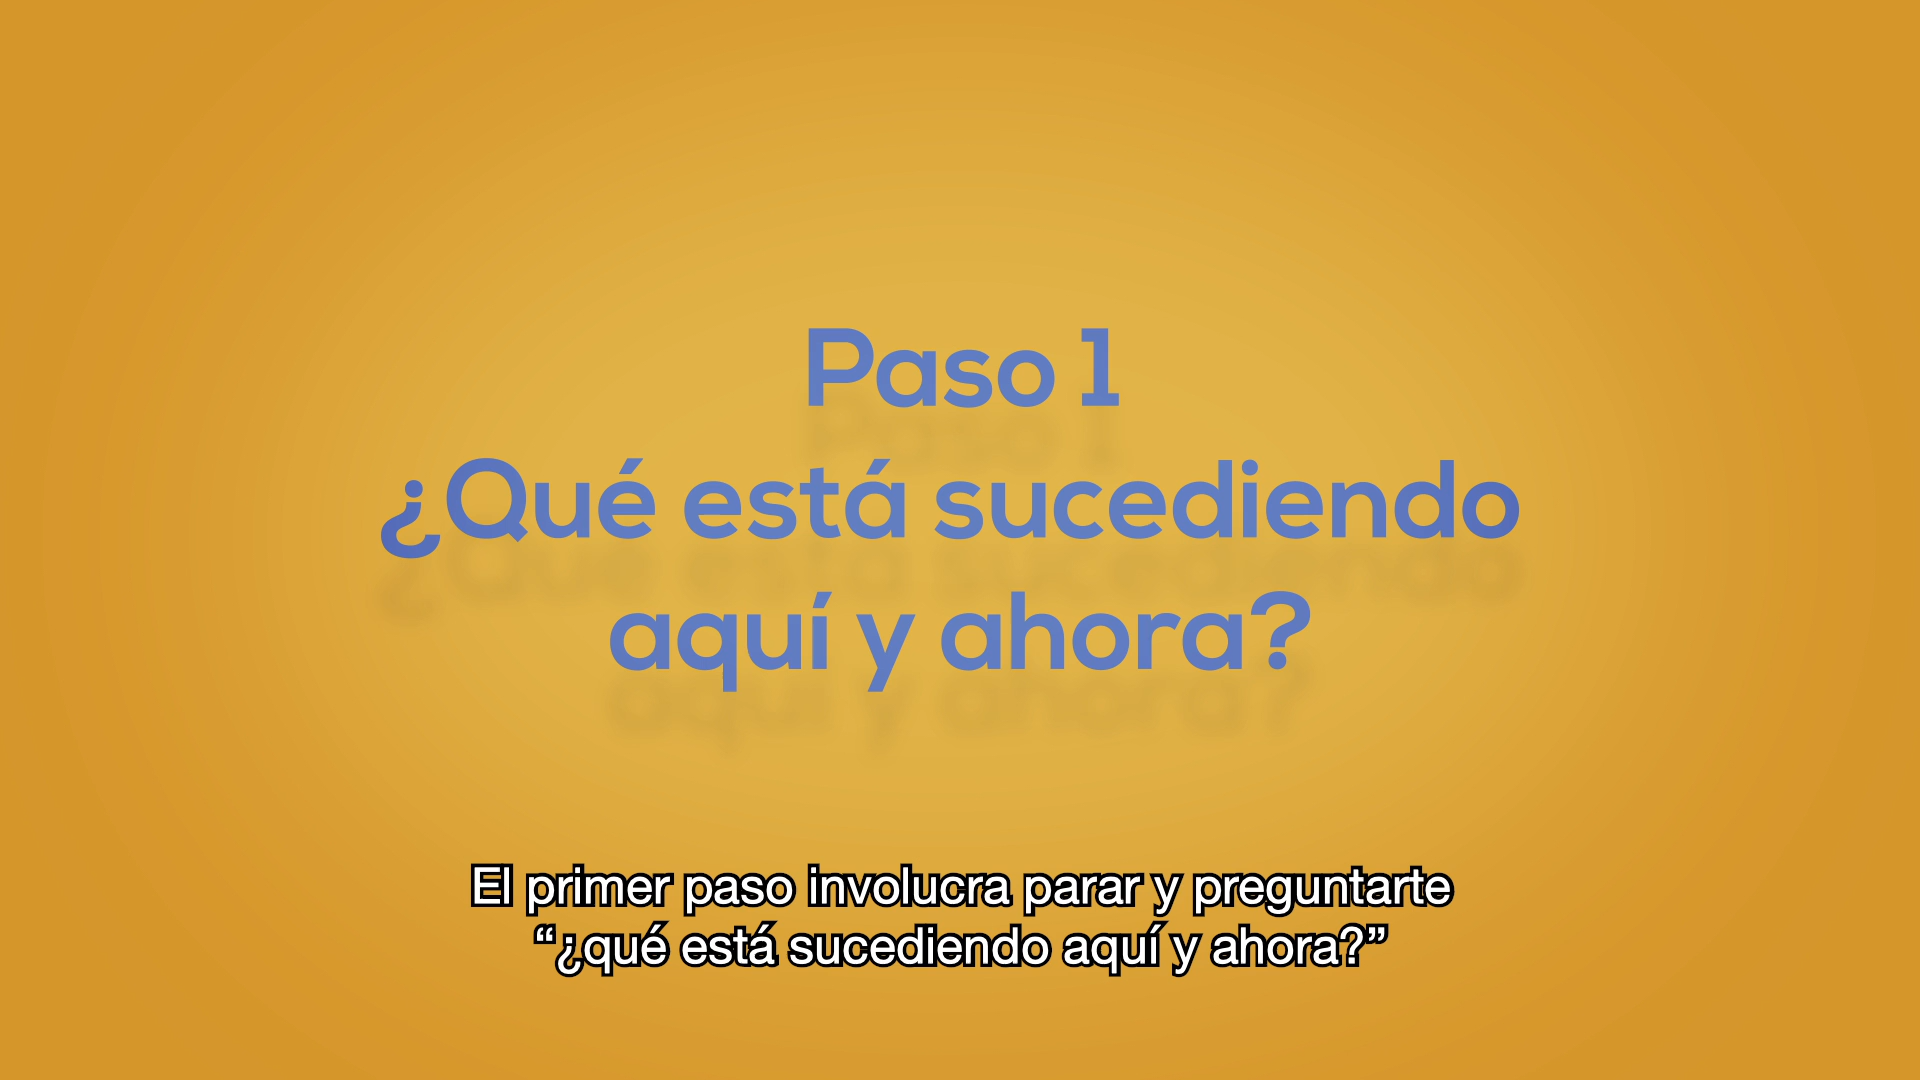 Paso 1
¿Qué está sucediendo
aquí y ahora?
El primer paso involucra parar y preguntarte
“¿qué está sucediendo aquí y ahora?”